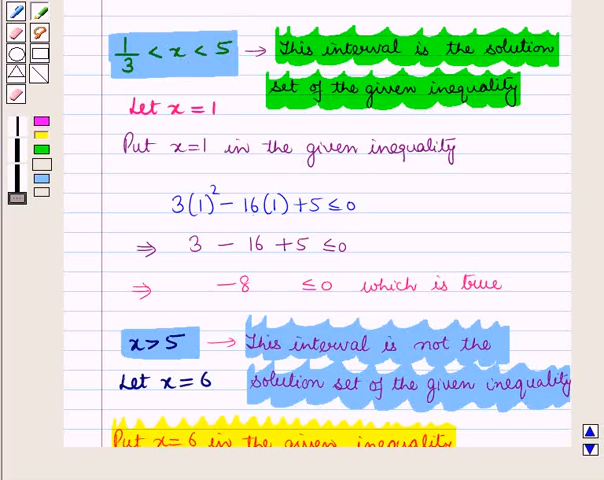 1/3 < x < 5 → This interval is the solution
set of the given inequality
Let x = 1
Put x=1 in the given inequality
3(1)² - 16(1) + 5 ≤ 0
⇒ 3 - 16 + 5 ≤ 0
⇒ -8 ≤ 0 which is true
x > 5 → This interval is not the
Let x = 6 solution set of the given inequality
Put x = 6 in the given inequality